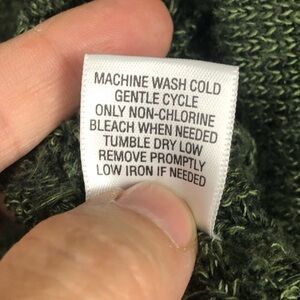 MACHINE WASH COLD
GENTLE CYCLE
ONLY NON-CHLORINE
BLEACH WHEN NEEDED
TUMBLE DRY LOW
REMOVE PROMPTLY
LOW IRON IF NEEDED